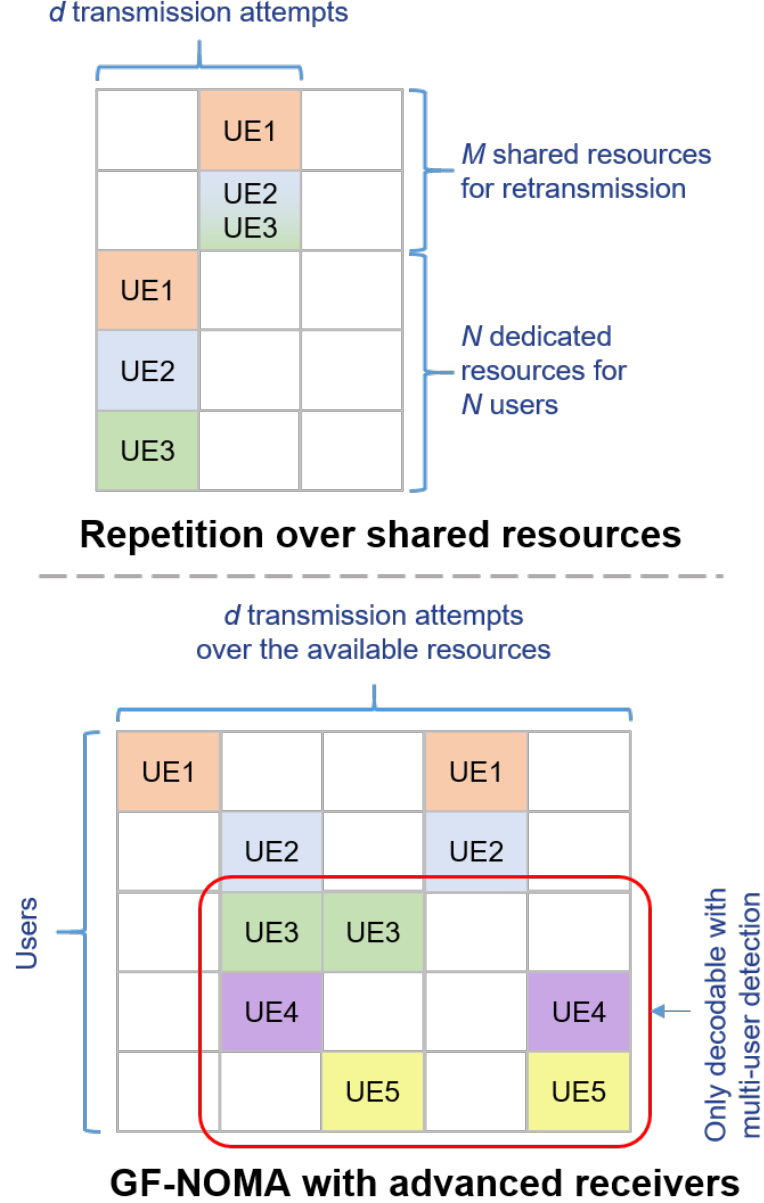 d transmission attempts
UE1
M shared resources
for retransmission
UE2
UE3
UE1
N dedicated
resources for
N users
UE2
UE3
Repetition over shared resources
d transmission attempts
over the available resources
Users
UE1 UE1
UE2 UE2
UE3 UE3
UE4 UE4
UE5 UE5
Only decodable with
multi-user detection
GF-NOMA with advanced receivers